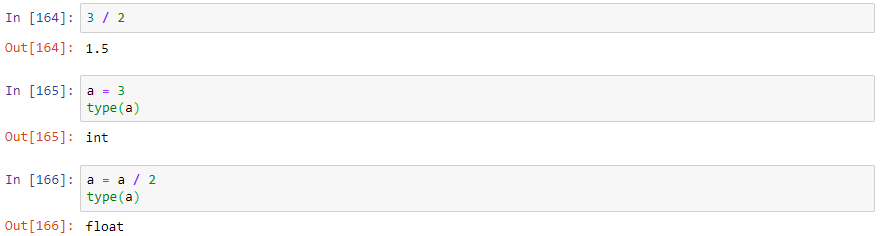 In [164]: 3 / 2
Out[164]: 1.5
In [165]: a = 3
type(a)
Out[165]: int
In [166]: a = a / 2
type(a)
Out[166]: float